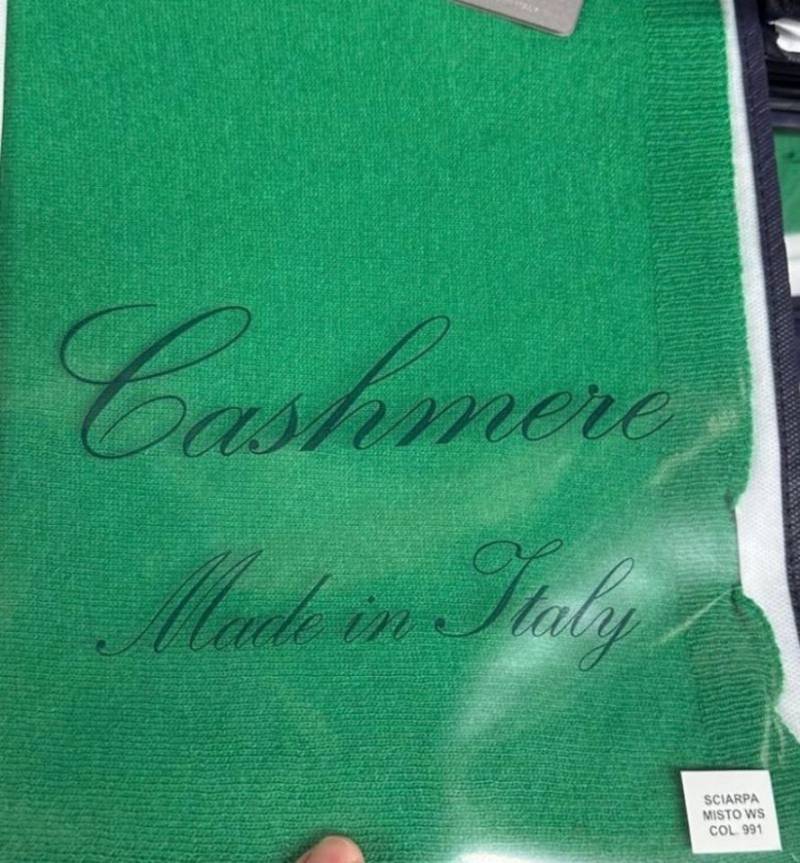 Cashmere
Made in Italy
SCIARPA
MISTO WS
COL. 991